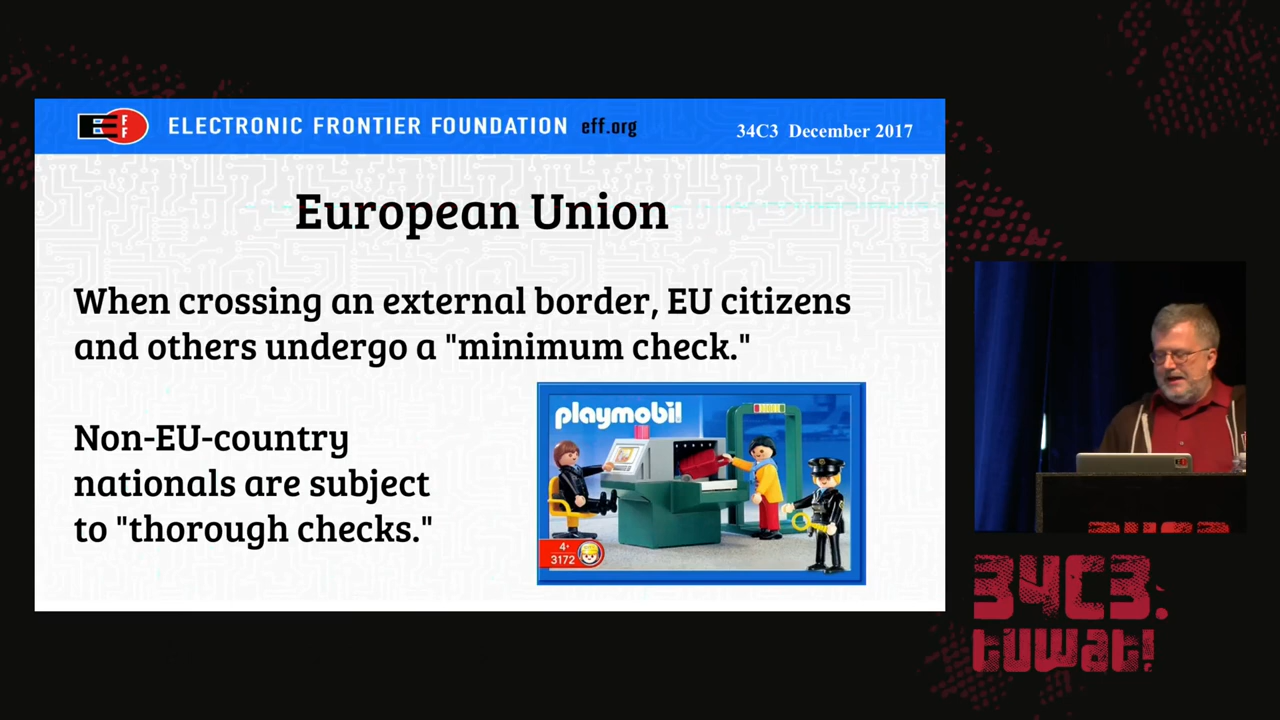 EFF
ELECTRONIC FRONTIER FOUNDATION eff.org
34C3 December 2017
European Union
When crossing an external border, EU citizens
and others undergo a "minimum check."
Non-EU-country
nationals are subject
to "thorough checks."
playmobil
4+
3172
34C3.
tuwat!